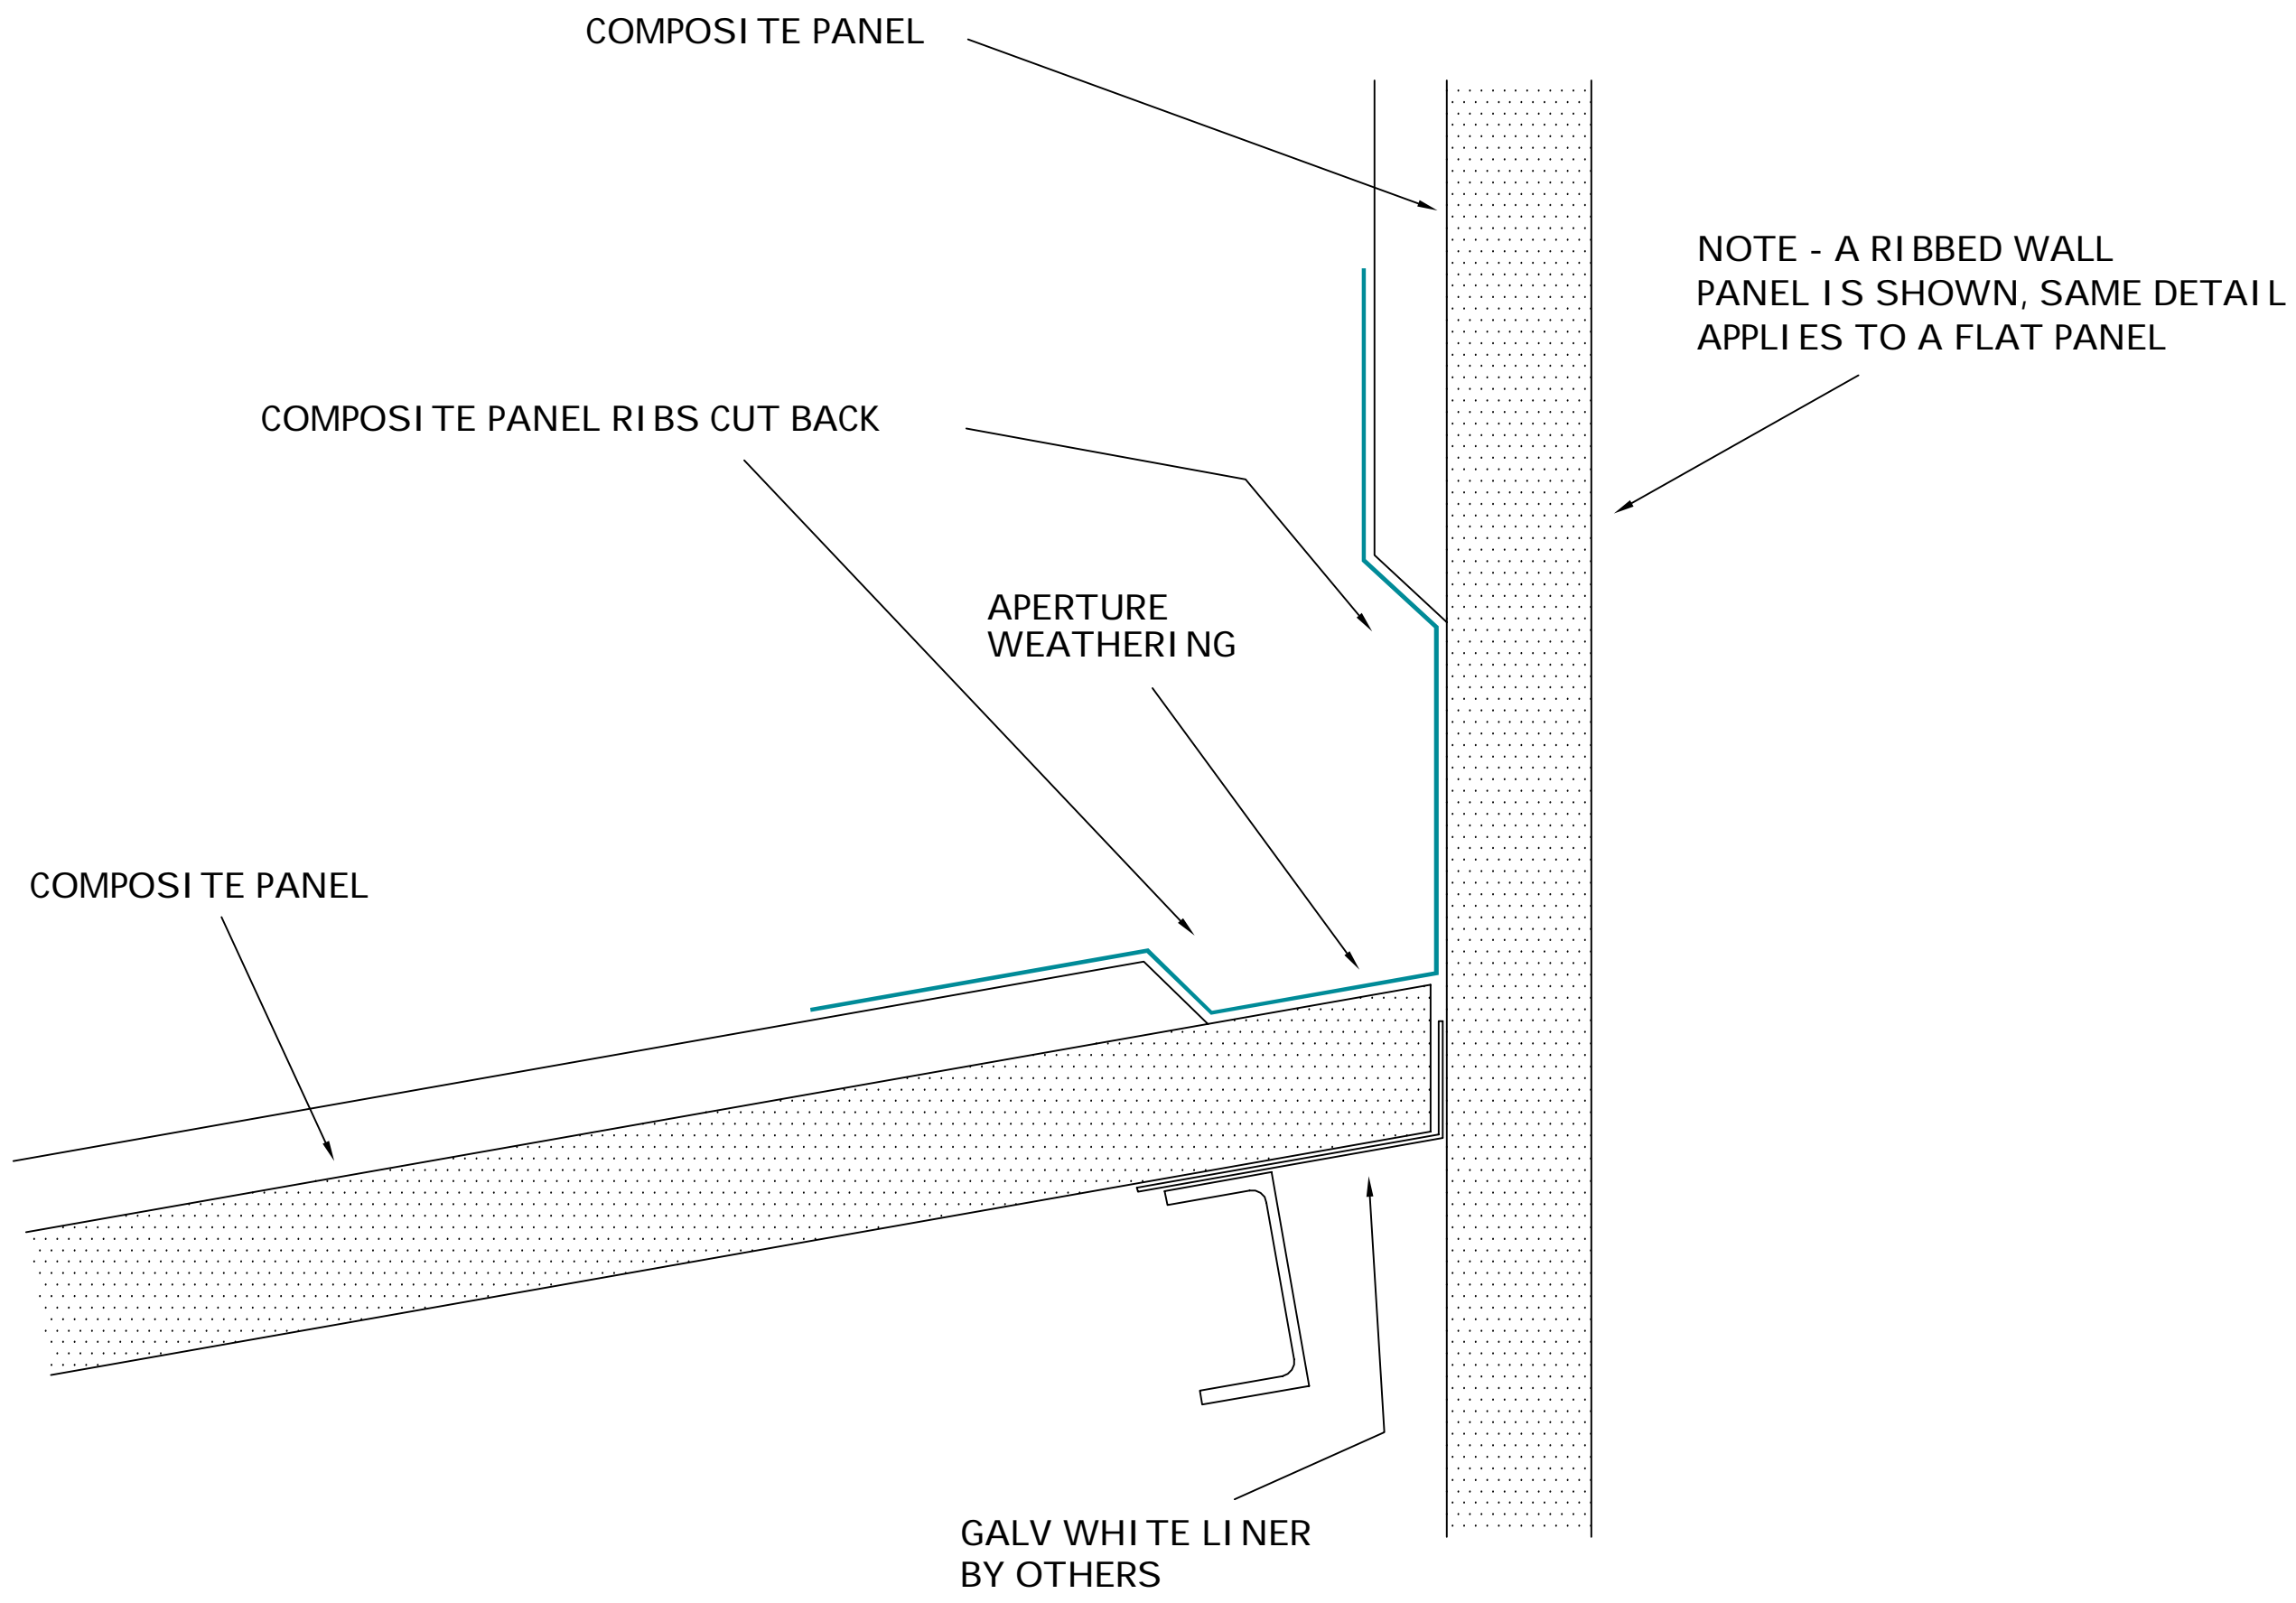 COMPOSITE PANEL
NOTE - A RIBBED WALL
PANEL IS SHOWN, SAME DETAIL
APPLIES TO A FLAT PANEL
COMPOSITE PANEL RIBS CUT BACK
APERTURE
WEATHERING
COMPOSITE PANEL
GALV WHITE LINER
BY OTHERS